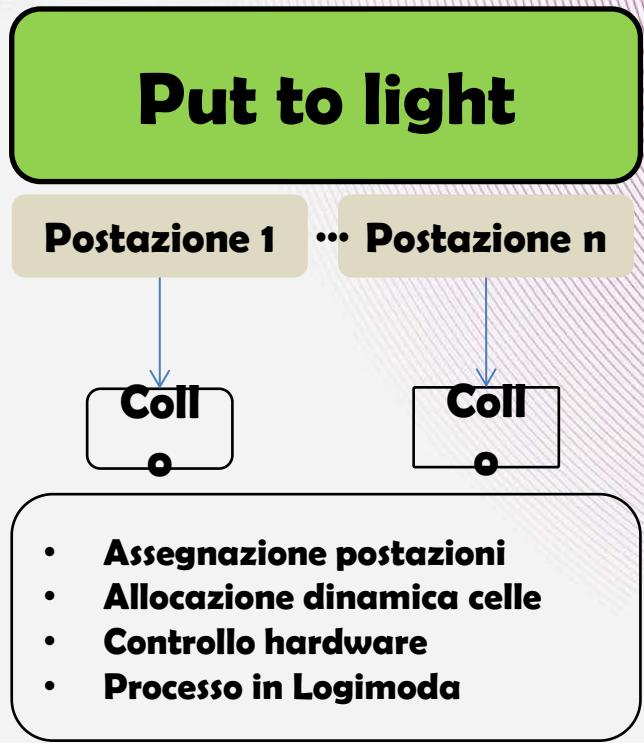 Put to light
Postazione 1 ... Postazione n
Coll Coll
o o
• Assegnazione postazioni
• Allocazione dinamica celle
• Controllo hardware
• Processo in Logimoda